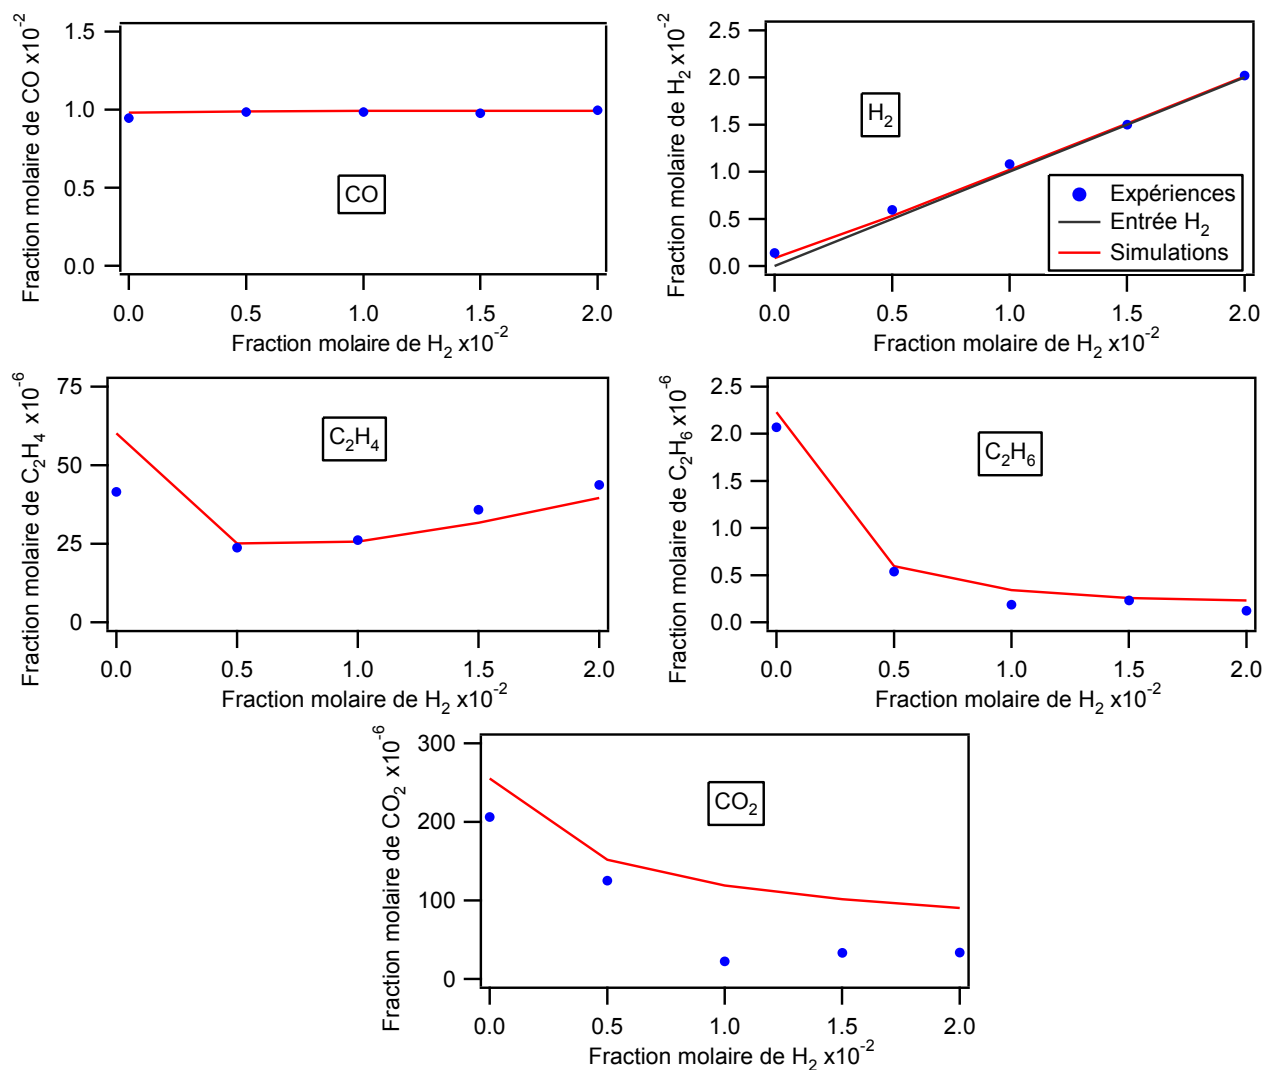 Fraction molaire de CO x10-2
1.5
1.0
0.5
0.0
CO
0.0 0.5 1.0 1.5 2.0
Fraction molaire de H2 x10-2
Fraction molaire de H2 x10-2
2.5
2.0
1.5
1.0
0.5
0.0
H2
Expériences
Entrée H2
Simulations
0.0 0.5 1.0 1.5 2.0
Fraction molaire de H2 x10-2
Fraction molaire de C2H4 x10-6
75
50
25
0
C2H4
0.0 0.5 1.0 1.5 2.0
Fraction molaire de H2 x10-2
Fraction molaire de C2H6 x10-6
2.5
2.0
1.5
1.0
0.5
0.0
C2H6
0.0 0.5 1.0 1.5 2.0
Fraction molaire de H2 x10-2
Fraction molaire de CO2 x10-6
300
200
100
0
CO2
0.0 0.5 1.0 1.5 2.0
Fraction molaire de H2 x10-2